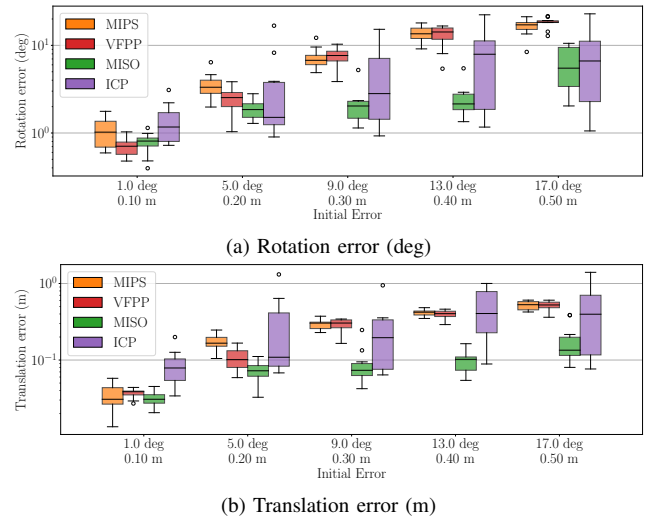 Rotation error (deg)
10¹
10⁰
MIPS
VFPP
MISO
ICP
1.0 deg 5.0 deg 9.0 deg 13.0 deg 17.0 deg
0.10 m 0.20 m 0.30 m 0.40 m 0.50 m
Initial Error
(a) Rotation error (deg)
Translation error (m)
10⁰
10⁻¹
MIPS
VFPP
MISO
ICP
1.0 deg 5.0 deg 9.0 deg 13.0 deg 17.0 deg
0.10 m 0.20 m 0.30 m 0.40 m 0.50 m
Initial Error
(b) Translation error (m)